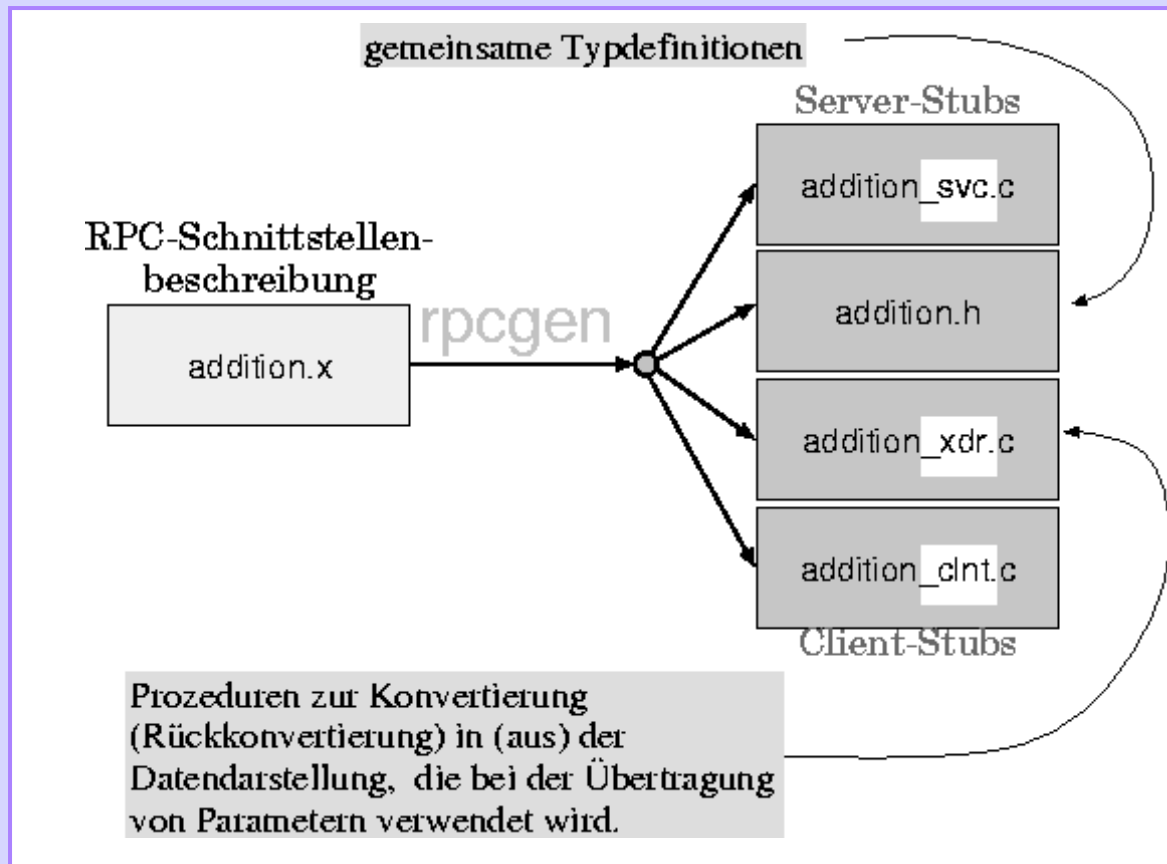 gemeinsame Typdefinitionen
Server-Stubs
addition_svc.c
RPC-Schnittstellen-
beschreibung
rpcgen
addition.h
addition.x
addition_xdr.c
addition_clnt.c
Client-Stubs
Prozeduren zur Konvertierung
(Rückkonvertierung) in (aus) der
Datendarstellung, die bei der Übertragung
von Parametern verwendet wird.